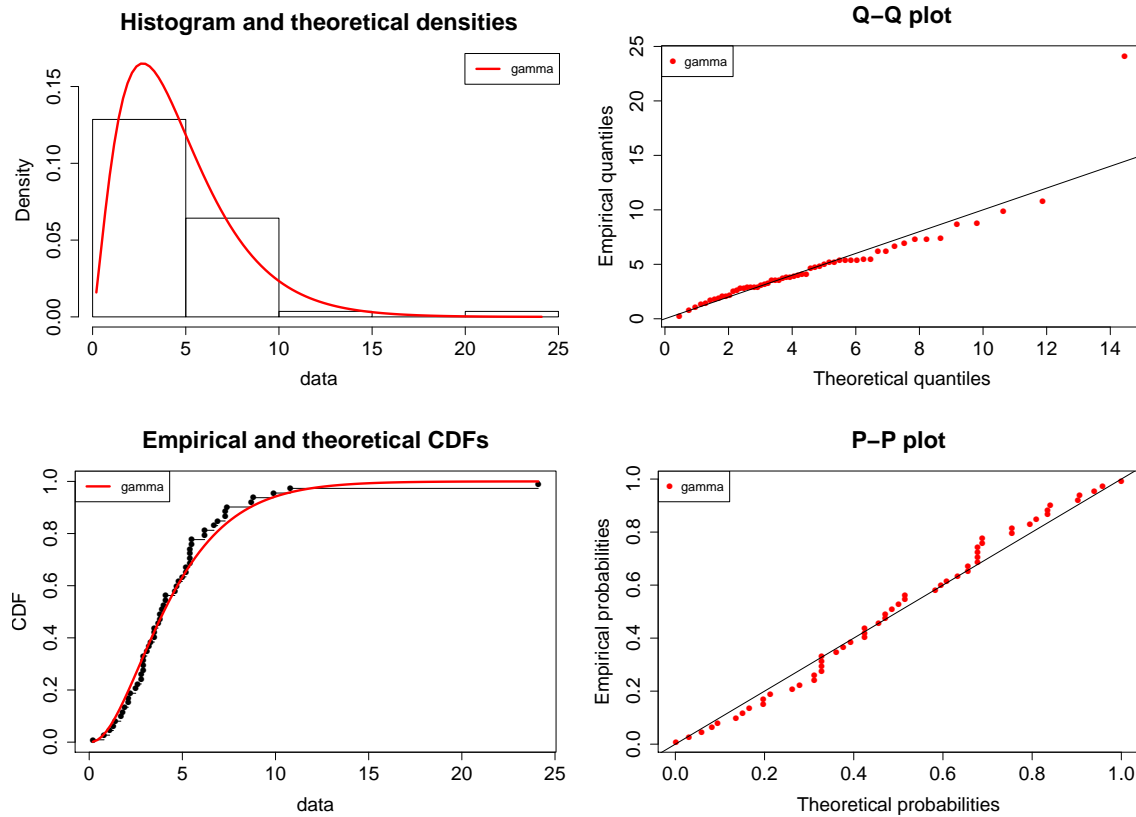 Histogram and theoretical densities
gamma
Density
0.00 0.05 0.10 0.15
0 5 10 15 20 25
data
Q−Q plot
gamma
Empirical quantiles
0 5 10 15 20 25
0 2 4 6 8 10 12 14
Theoretical quantiles
Empirical and theoretical CDFs
gamma
CDF
0.0 0.2 0.4 0.6 0.8 1.0
0 5 10 15 20 25
data
P−P plot
gamma
Empirical probabilities
0.0 0.2 0.4 0.6 0.8 1.0
0.0 0.2 0.4 0.6 0.8 1.0
Theoretical probabilities